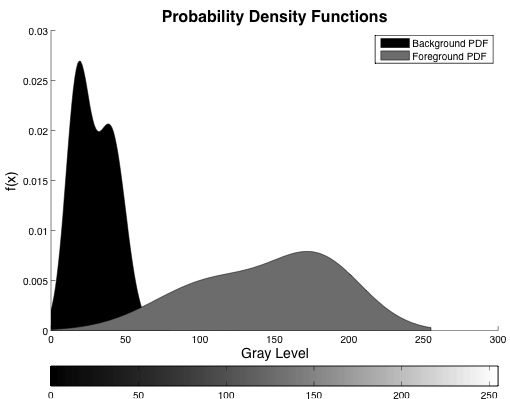 Probability Density Functions
0.03
0.025
0.02
0.015
0.01
0.005
0
f(x)
Background PDF
Foreground PDF
0 50 100 150 200 250 300
Gray Level
0 50 100 150 200 250